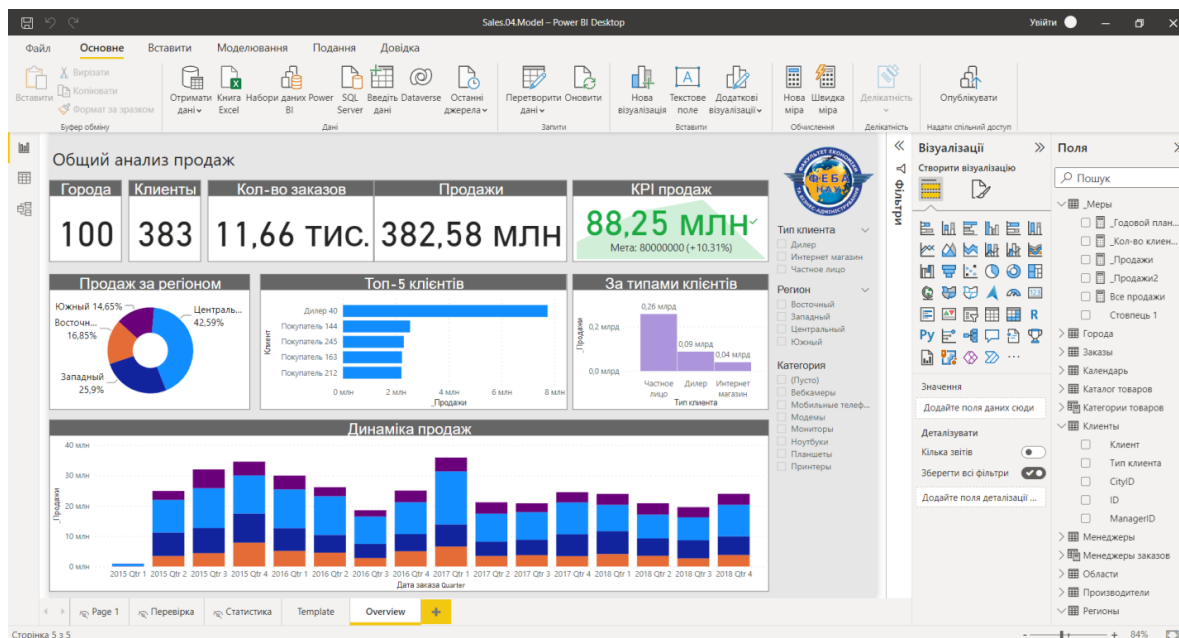 Sales.04.Model – Power BI Desktop
Увійти
Файл Основне Вставити Моделювання Подання Довідка
Вставити
Вирізати
Копіювати
Формат за зразком
Буфер обміну
Отримати дані
Книга Excel
Набори даних Power BI
SQL Server
Введіть дані
Dataverse
Останні джерела
Дані
Перетворити дані
Оновити
Запити
Нова візуалізація
Текстове поле
Додаткові візуалізації
Вставити
Нова міра
Швидка міра
Обчислення
Делікатність
Делікатність
Опублікувати
Надати спільний доступ
Общий анализ продаж
Города
100
Клиенты
383
Кол-во заказов
11,66 тис.
Продажи
382,58 млн
KPI продаж
88,25 млн
Мета: 80000000 (+10.31%)
ФЕБА
НАУ
Продаж за регіоном
Южный 14,65%
Восточн...
16,85%
Западный
25,9%
Централь...
42,59%
Топ-5 клієнтів
Клиент
Дилер 40
Покупатель 144
Покупатель 245
Покупатель 163
Покупатель 212
0 млн 2 млн 4 млн 6 млн 8 млн
_Продажи
За типами клієнтів
_Продажи
0,2 млрд
0,0 млрд
0,26 млрд
0,09 млрд
0,04 млрд
Частное лицо
Дилер
Интернет магазин
Тип клиента
Динаміка продаж
_Продажи
40 млн
30 млн
20 млн
10 млн
0 млн
2015 Qtr 1 2015 Qtr 2 2015 Qtr 3 2015 Qtr 4 2016 Qtr 1 2016 Qtr 2 2016 Qtr 3 2016 Qtr 4 2017 Qtr 1 2017 Qtr 2 2017 Qtr 3 2017 Qtr 4 2018 Qtr 1 2018 Qtr 2 2018 Qtr 3 2018 Qtr 4
Дата заказа Quarter
Тип клиента
Дилер
Интернет магазин
Частное лицо
Регион
Восточный
Западный
Центральный
Южный
Категория
(Пусто)
Вебкамеры
Мобильные телеф...
Модемы
Мониторы
Ноутбуки
Планшеты
Принтеры
Фільтри
Візуалізації
Створити візуалізацію
R
Py
Значення
Додайте поля даних сюди
Деталізувати
Кілька звітів
Зберегти всі фільтри
Додайте поля деталізації ...
Поля
Пошук
_Меры
_Годовой план...
_Кол-во клиен...
_Продажи
_Продажи2
Все продажи
Стовпець 1
Города
Заказы
Календарь
Каталог товаров
Категории товаров
Клиенты
Клиент
Тип клиента
CityID
ID
ManagerID
Менеджеры
Менеджеры заказов
Области
Производители
Регионы
Page 1 Перевірка Статистика Template Overview +
Сторінка 5 з 5
- + 84%